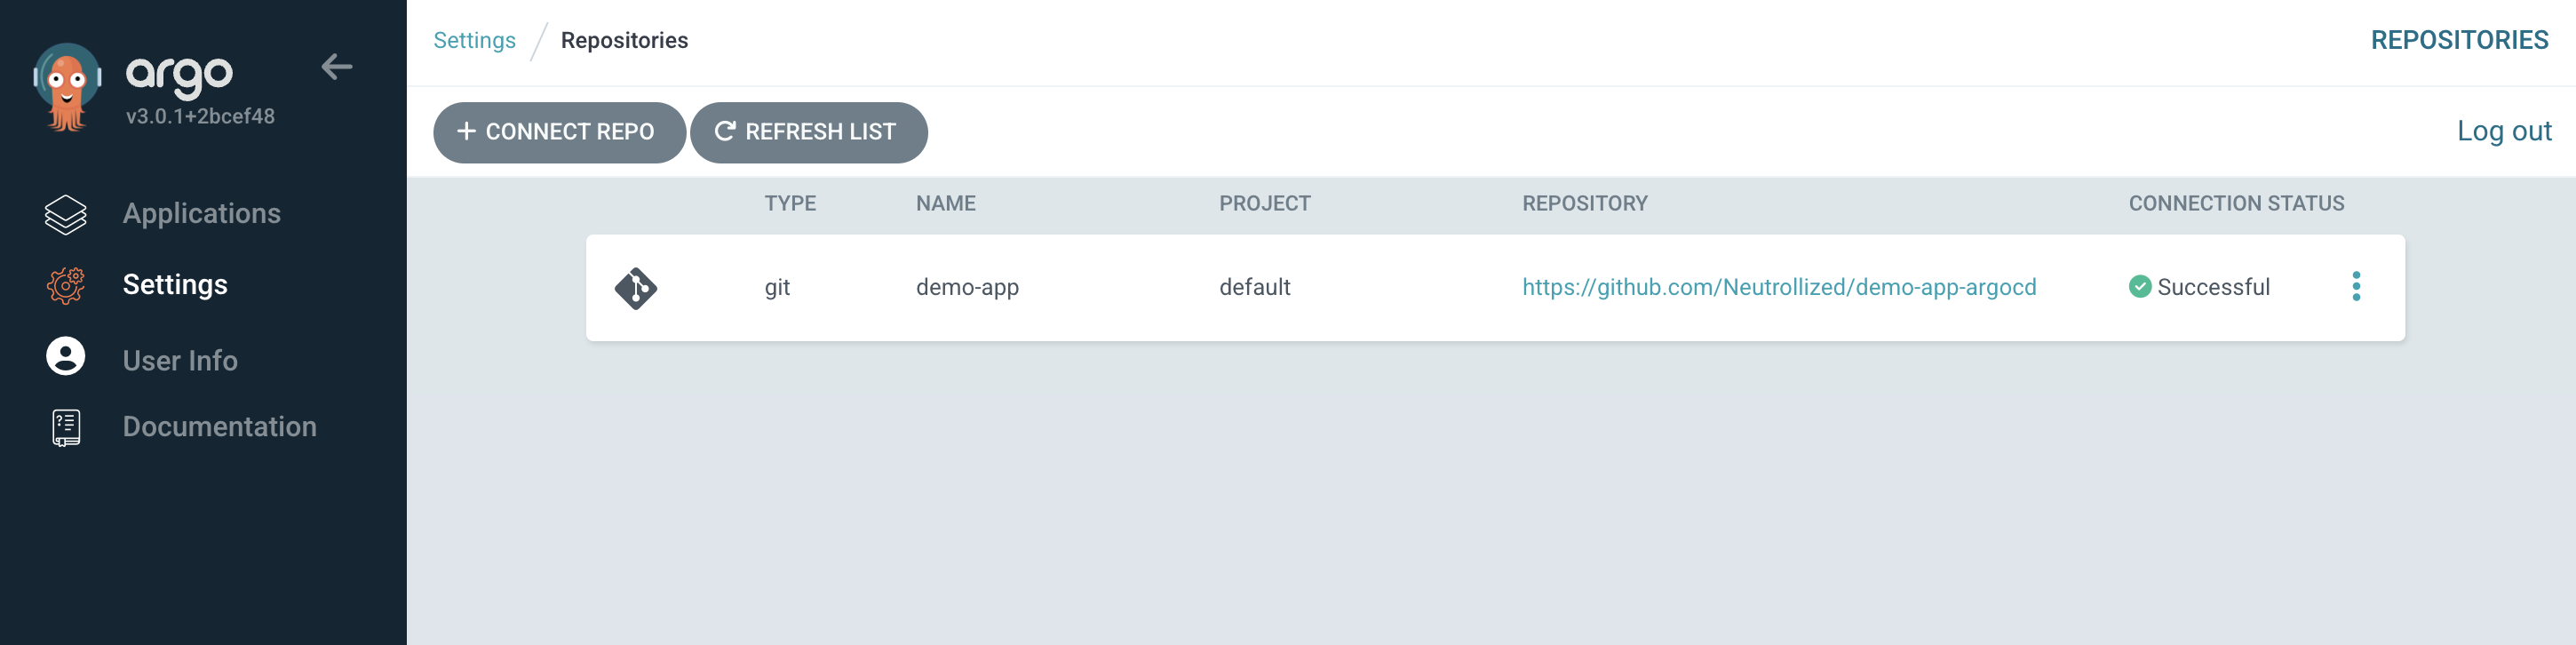 argo
v3.0.1+2bcef48
Applications
Settings
User Info
Documentation
Settings / Repositories
REPOSITORIES
+ CONNECT REPO
REFRESH LIST
Log out
TYPE NAME PROJECT REPOSITORY CONNECTION STATUS
git demo-app default https://github.com/Neutrollized/demo-app-argocd Successful